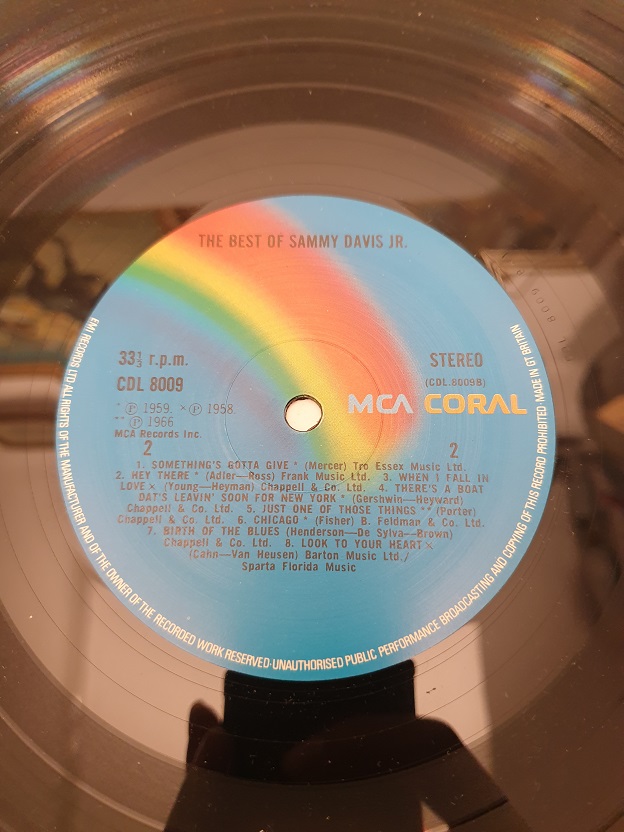 THE BEST OF SAMMY DAVIS JR.
33⅓ r.p.m.
STEREO
CDL 8009
(CDL.8009B)
* ℗ 1959. × ℗ 1958.
** ℗ 1966
MCA CORAL
MCA Records Inc.
2
2
1. SOMETHING'S GOTTA GIVE * (Mercer) Tro Essex Music Ltd.
2. HEY THERE * (Adler—Ross) Frank Music Ltd. 3. WHEN I FALL IN
LOVE × (Young—Heyman) Chappell & Co. Ltd. 4. THERE'S A BOAT
DAT'S LEAVIN' SOON FOR NEW YORK * (Gershwin—Heyward)
Chappell & Co. Ltd. 5. JUST ONE OF THOSE THINGS ** (Porter)
Chappell & Co. Ltd. 6. CHICAGO * (Fisher) B. Feldman & Co. Ltd.
7. BIRTH OF THE BLUES (Henderson—De Sylva—Brown)
Chappell & Co. Ltd. 8. LOOK TO YOUR HEART ×
(Cahn—Van Heusen) Barton Music Ltd./
Sparta Florida Music
EMI RECORDS LTD ALL RIGHTS OF THE MANUFACTURER AND OF THE OWNER OF THE RECORDED WORK RESERVED·UNAUTHORISED PUBLIC PERFORMANCE BROADCASTING AND COPYING OF THIS RECORD PROHIBITED MADE IN GT BRITAIN